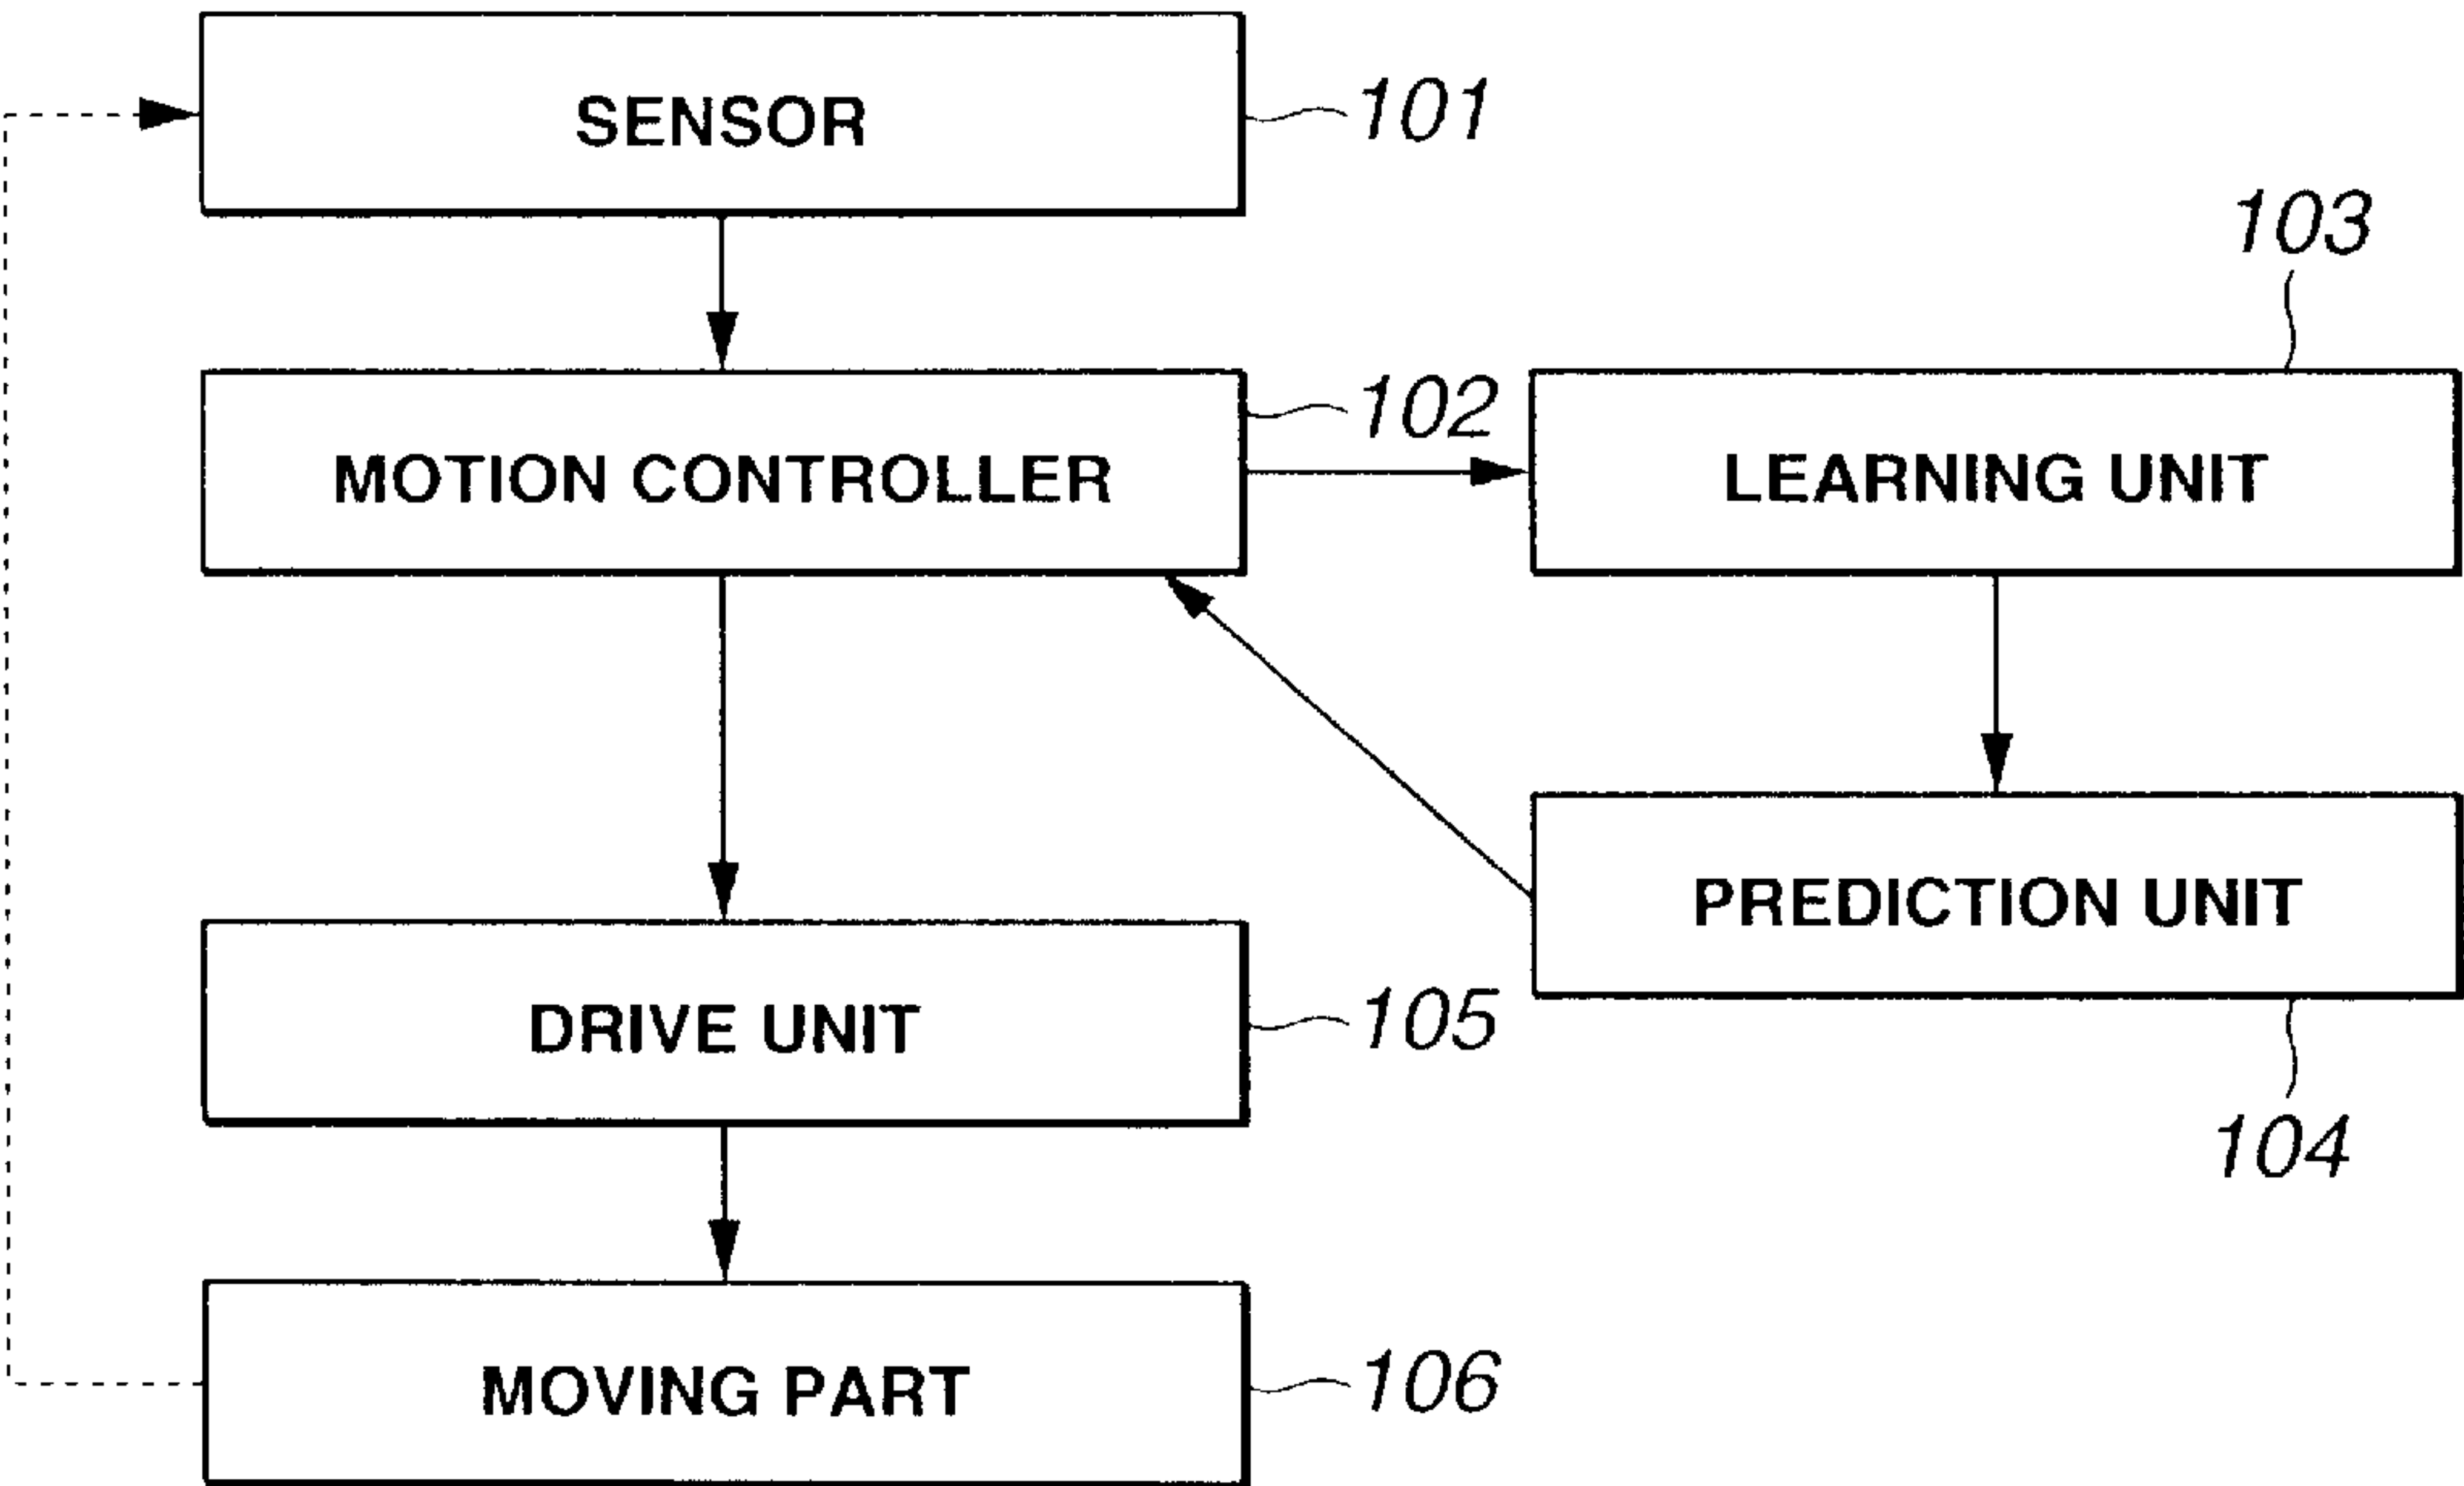 SENSOR
101
103
MOTION CONTROLLER
102
LEARNING UNIT
PREDICTION UNIT
104
DRIVE UNIT
105
MOVING PART
106